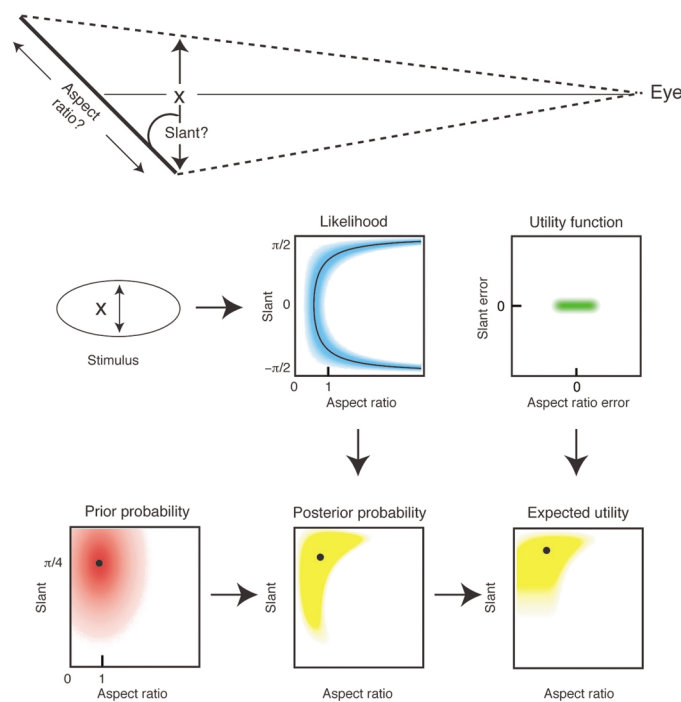 Eye
X
Aspect
ratio?
Slant?
Likelihood
Utility function
π/2
Slant
0
−π/2
0
1
Aspect ratio
X
Stimulus
Slant error
0
0
Aspect ratio error
Prior probability
Posterior probability
Expected utility
π/4
Slant
0
1
Aspect ratio
Slant
Aspect ratio
Slant
Aspect ratio